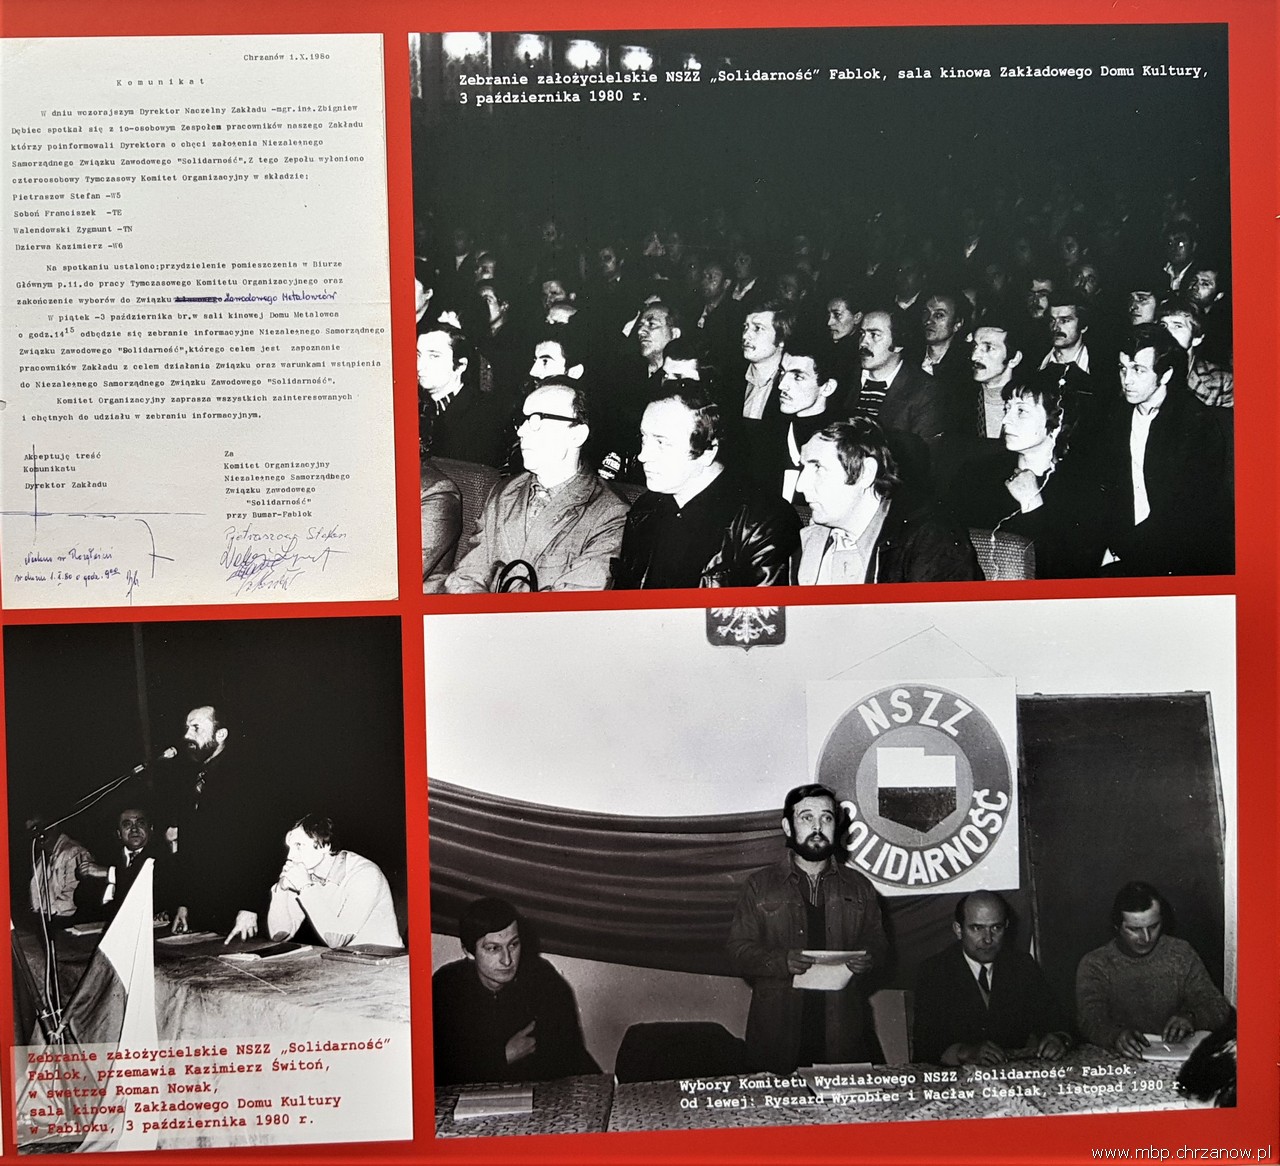 Chrzanów 1.X.1980
Komunikat
W dniu wczorajszym Dyrektor Naczelny Zakładu -mgr.inż.Zbigniew
Dębiec spotkał się z 10-osobowym Zespołem pracowników naszego Zakładu
którzy poinformowali Dyrektora o chęci założenia Niezależnego
Samorządnego Związku Zawodowego "Solidarność".Z tego Zepołu wyłoniono
czteroosobowy Tymczasowy Komitet Organizacyjny w składzie;
Pietraszow Stefan -W5
Soboń Franciszek -TE
Walendowski Zygmunt -TN
Dzierwa Kazimierz -W6
Na spotkaniu ustalono;przydzielenie pomieszczenia w Biurze
Głównym p.11.do pracy Tymczasowego Komitetu Organizacyjnego oraz
zakończenie wyborów do Związku Zawodowego Metalowców
W piątek -3 października br.w sali kinowej Domu Metalowca
o godz.14¹⁵ odbędzie się zebranie informacyjne Niezależnego Samorządnego
Związku Zawodowego "Solidarność",którego celem jest zapoznanie
pracowników Zakładu z celem działania Związku oraz warunkami wstąpienia
do Niezależnego Samorządnego Związku Zawodowego "Solidarność".
Komitet Organizacyjny zaprasza wszystkich zainteresowanych
i chętnych do udziału w zebraniu informacyjnym.
Akceptuję treść
Komunikatu
Dyrektor Zakładu
Za
Komitet Organizacyjny
Niezależnego Samorządnego
Związku Zawodowego
"Solidarność"
przy Bumar-Fablok
Stefan
w dniu 1.X.80 o godz. 9⁰⁰
Zebranie założycielskie NSZZ „Solidarność” Fablok, sala kinowa Zakładowego Domu Kultury,
3 października 1980 r.
Zebranie założycielskie NSZZ „Solidarność”
Fablok, przemawia Kazimierz Świtoń,
w swetrze Roman Nowak,
sala kinowa Zakładowego Domu Kultury
w Fabloku, 3 października 1980 r.
NSZZ
SOLIDARNOŚĆ
Wybory Komitetu Wydziałowego NSZZ „Solidarność” Fablok.
Od lewej: Ryszard Wyrobiec i Wacław Cieślak, listopad 1980 r.
www.mbp.chrzanow.pl